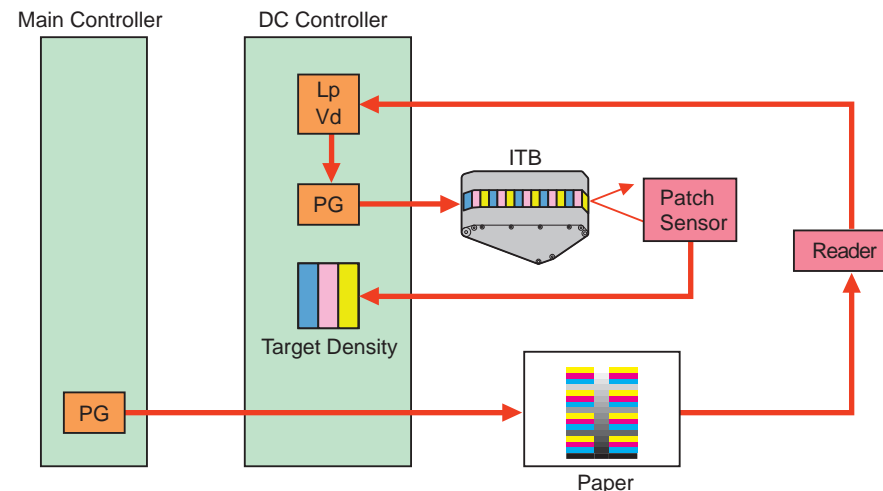 Main Controller
DC Controller
Lp
Vd
ITB
PG
Patch
Sensor
Reader
Target Density
PG
Paper